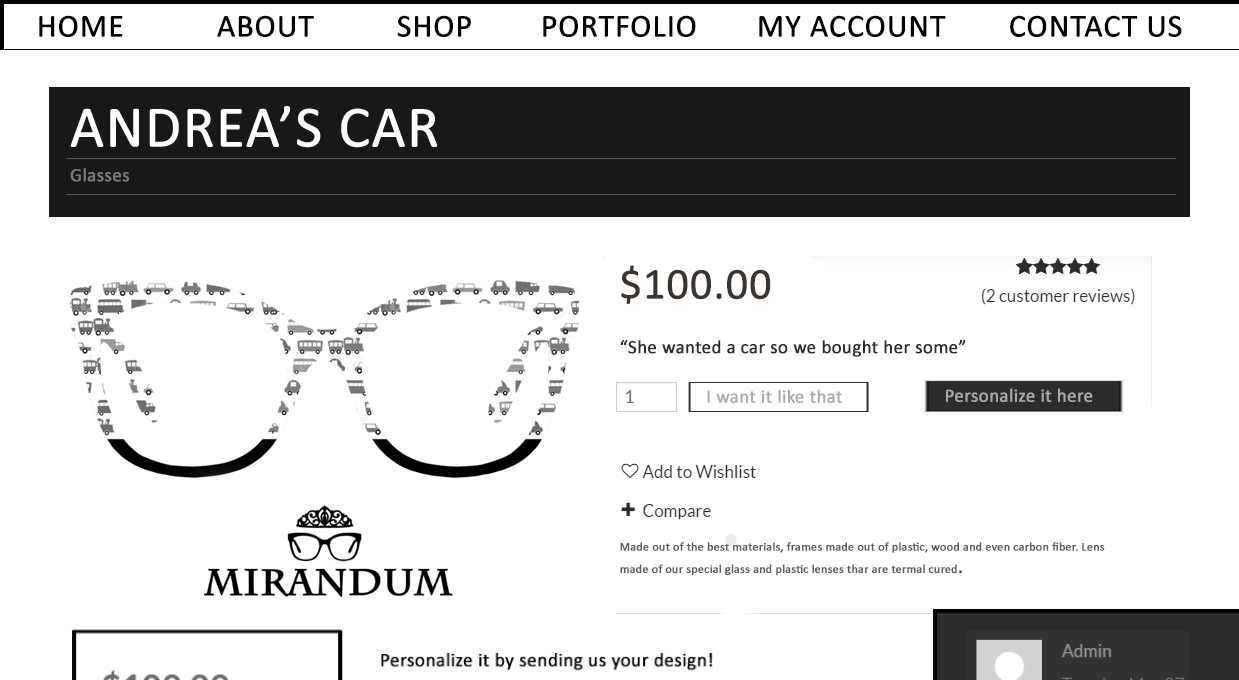 HOME ABOUT SHOP PORTFOLIO MY ACCOUNT CONTACT US
ANDREA’S CAR
Glasses
$100.00
(2 customer reviews)
“She wanted a car so we bought her some”
1 I want it like that Personalize it here
Add to Wishlist
Compare
Made out of the best materials, frames made out of plastic, wood and even carbon fiber. Lens
made of our special glass and plastic lenses thar are termal cured.
MIRANDUM
$100.00
Personalize it by sending us your design!
Admin